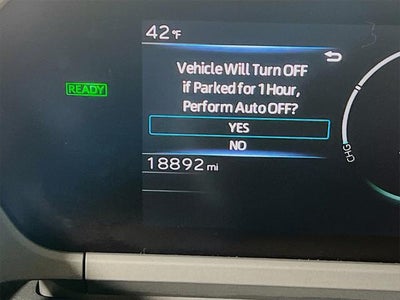 42°F
READY
Vehicle Will Turn OFF
if Parked for 1 Hour,
Perform Auto OFF?
YES
NO
18892 mi
CHG